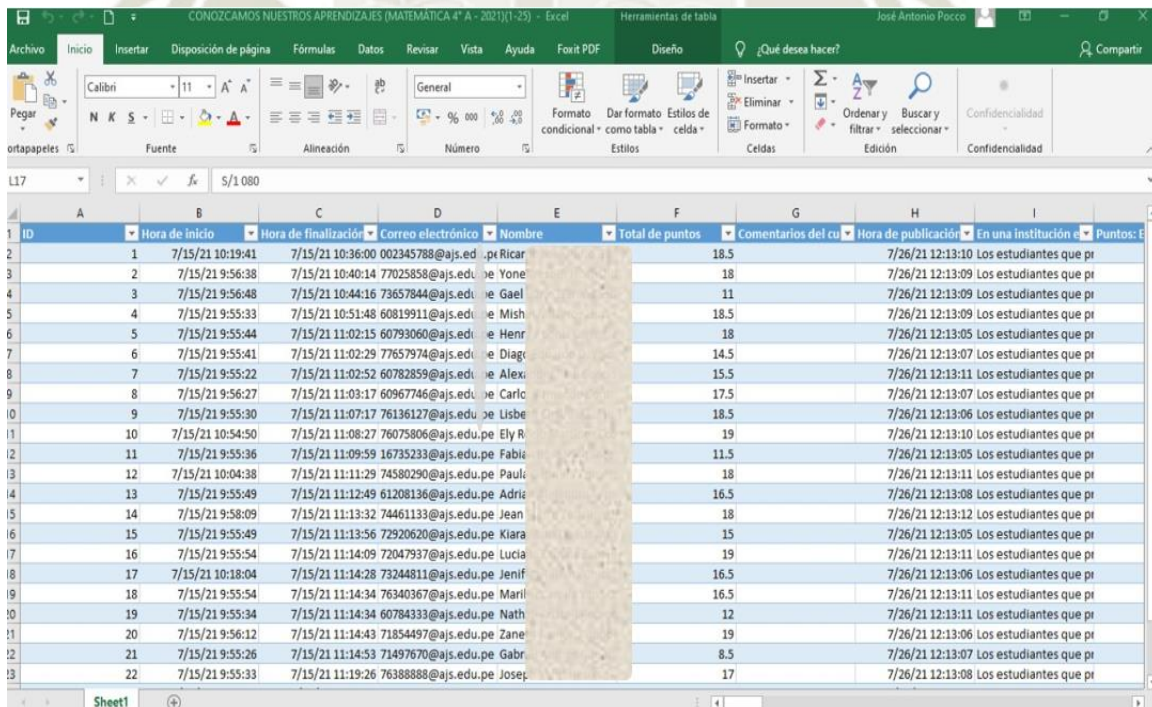 CONOZCAMOS NUESTROS APRENDIZAJES (MATEMÁTICA 4° A - 2021)(1-25) - Excel Herramientas de tabla José Antonio Pocco
Archivo Inicio Insertar Disposición de página Fórmulas Datos Revisar Vista Ayuda Foxit PDF Diseño ¿Qué desea hacer? Compartir
Calibri 11 A A ab General Insertar Σ
Pegar N K S A % 000 Formato condicional Dar formato como tabla Estilos de celda Eliminar Formato Ordenar y filtrar Buscar y seleccionar Confidencialidad
ortapapeles Fuente Alineación Número Estilos Celdas Edición Confidencialidad
L17 fx S/1 080
A B C D E F G H I
1 ID Hora de inicio Hora de finalización Correo electrónico Nombre Total de puntos Comentarios del cu Hora de publicación En una institución e Puntos: E
2 1 7/15/21 10:19:41 7/15/21 10:36:00 002345788@ajs.edu.pe Ricar 18.5 7/26/21 12:13:10 Los estudiantes que pr
3 2 7/15/21 9:56:38 7/15/21 10:40:14 77025858@ajs.edu.pe Yone 18 7/26/21 12:13:09 Los estudiantes que pr
4 3 7/15/21 9:56:48 7/15/21 10:44:16 73657844@ajs.edu.pe Gael 11 7/26/21 12:13:09 Los estudiantes que pr
5 4 7/15/21 9:55:33 7/15/21 10:51:48 60819911@ajs.edu.pe Mish 18.5 7/26/21 12:13:09 Los estudiantes que pr
6 5 7/15/21 9:55:44 7/15/21 11:02:15 60793060@ajs.edu.pe Henr 18 7/26/21 12:13:05 Los estudiantes que pr
7 6 7/15/21 9:55:41 7/15/21 11:02:29 77657974@ajs.edu.pe Diago 14.5 7/26/21 12:13:07 Los estudiantes que pr
8 7 7/15/21 9:55:22 7/15/21 11:02:52 60782859@ajs.edu.pe Alexa 15.5 7/26/21 12:13:11 Los estudiantes que pr
9 8 7/15/21 9:56:27 7/15/21 11:03:17 60967746@ajs.edu.pe Carlo 17.5 7/26/21 12:13:07 Los estudiantes que pr
10 9 7/15/21 9:55:30 7/15/21 11:07:17 76136127@ajs.edu.pe Lisbe 18.5 7/26/21 12:13:06 Los estudiantes que pr
11 10 7/15/21 10:54:50 7/15/21 11:08:27 76075806@ajs.edu.pe Ely R 19 7/26/21 12:13:10 Los estudiantes que pr
12 11 7/15/21 9:55:36 7/15/21 11:09:59 16735233@ajs.edu.pe Fabia 11.5 7/26/21 12:13:05 Los estudiantes que pr
13 12 7/15/21 10:04:38 7/15/21 11:11:29 74580290@ajs.edu.pe Paula 18 7/26/21 12:13:11 Los estudiantes que pr
14 13 7/15/21 9:55:49 7/15/21 11:12:49 61208136@ajs.edu.pe Adria 16.5 7/26/21 12:13:08 Los estudiantes que pr
15 14 7/15/21 9:58:09 7/15/21 11:13:32 74461133@ajs.edu.pe Jean 18 7/26/21 12:13:12 Los estudiantes que pr
16 15 7/15/21 9:55:49 7/15/21 11:13:56 72920620@ajs.edu.pe Kiara 15 7/26/21 12:13:05 Los estudiantes que pr
17 16 7/15/21 9:55:54 7/15/21 11:14:09 72047937@ajs.edu.pe Lucia 19 7/26/21 12:13:11 Los estudiantes que pr
18 17 7/15/21 10:18:04 7/15/21 11:14:28 73244811@ajs.edu.pe Jenif 16.5 7/26/21 12:13:06 Los estudiantes que pr
19 18 7/15/21 9:55:54 7/15/21 11:14:34 76340367@ajs.edu.pe Maril 16.5 7/26/21 12:13:11 Los estudiantes que pr
20 19 7/15/21 9:55:34 7/15/21 11:14:34 60784333@ajs.edu.pe Nath 12 7/26/21 12:13:11 Los estudiantes que pr
21 20 7/15/21 9:56:12 7/15/21 11:14:43 71854497@ajs.edu.pe Zane 19 7/26/21 12:13:06 Los estudiantes que pr
22 21 7/15/21 9:55:26 7/15/21 11:14:53 71497670@ajs.edu.pe Gabr 8.5 7/26/21 12:13:07 Los estudiantes que pr
23 22 7/15/21 9:55:33 7/15/21 11:19:26 76388888@ajs.edu.pe Josep 17 7/26/21 12:13:08 Los estudiantes que pr
Sheet1